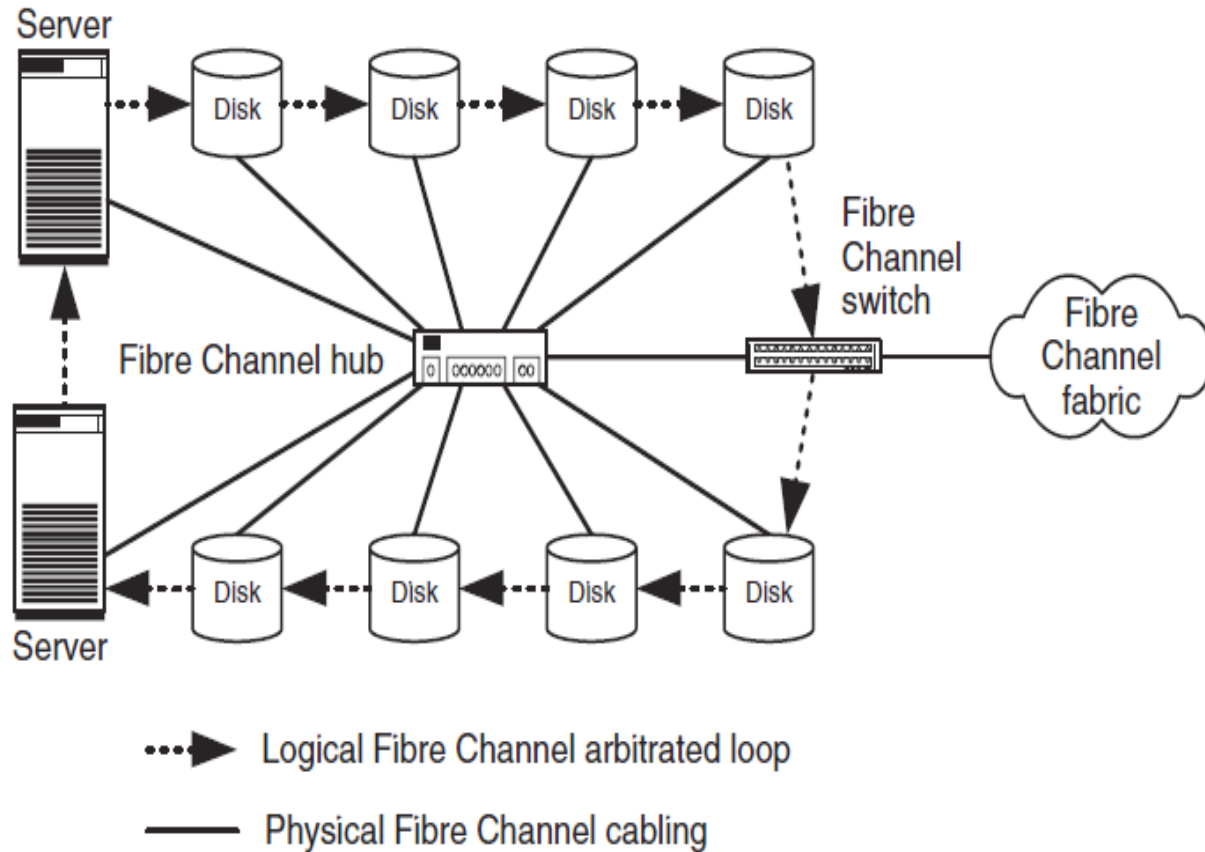 Server
Disk
Disk
Disk
Disk
Fibre
Channel
switch
Fibre Channel hub
Fibre
Channel
fabric
Disk
Disk
Disk
Disk
Server
Logical Fibre Channel arbitrated loop
Physical Fibre Channel cabling